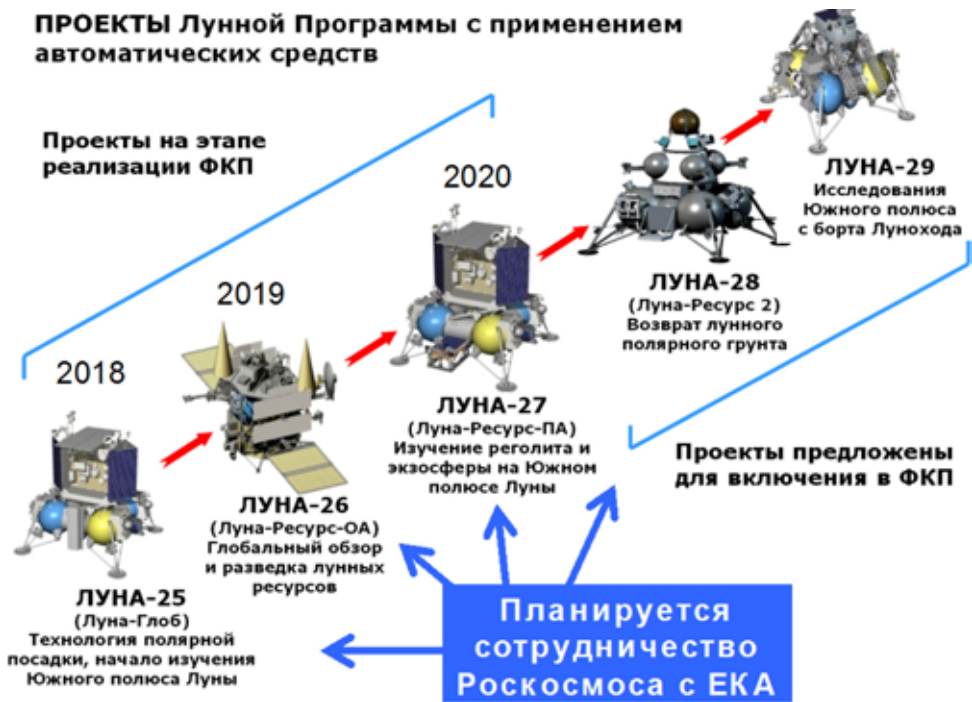 ПРОЕКТЫ Лунной Программы с применением
автоматических средств
Проекты на этапе
реализации ФКП
2018
ЛУНА-25
(Луна-Глоб)
Технология полярной
посадки, начало изучения
Южного полюса Луны
2019
ЛУНА-26
(Луна-Ресурс-ОА)
Глобальный обзор
и разведка лунных
ресурсов
2020
ЛУНА-27
(Луна-Ресурс-ПА)
Изучение реголита и
экзосферы на Южном
полюсе Луны
ЛУНА-28
(Луна-Ресурс 2)
Возврат лунного
полярного грунта
ЛУНА-29
Исследования
Южного полюса
с борта Лунохода
Проекты предложены
для включения в ФКП
Планируется
сотрудничество
Роскосмоса с ЕКА